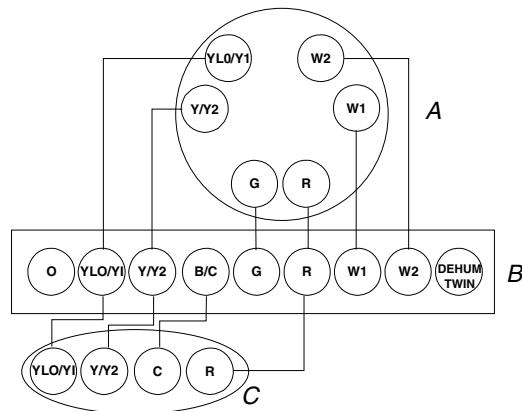 YL0/Y1 W2
Y/Y2 W1 A
G R
O YLO/YI Y/Y2 B/C G R W1 W2 DEHUM
TWIN B
YLO/YI Y/Y2 C R
C